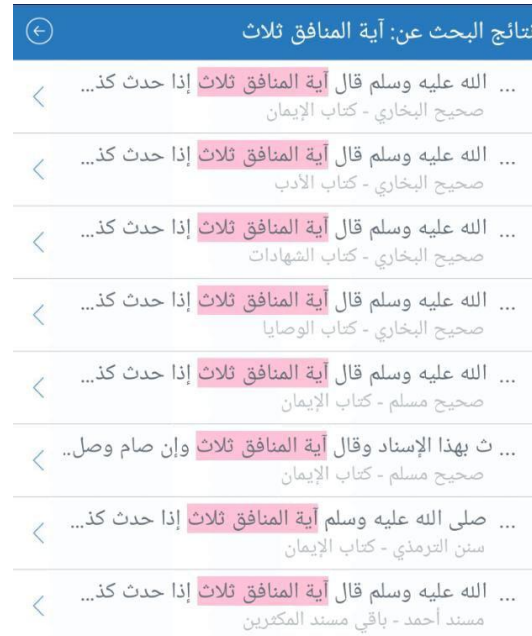 نتائج البحث عن: آية المنافق ثلاث
... الله عليه وسلم قال آية المنافق ثلاث إذا حدث كذ...
صحيح البخاري - كتاب الإيمان
... الله عليه وسلم قال آية المنافق ثلاث إذا حدث كذ...
صحيح البخاري - كتاب الأدب
... الله عليه وسلم قال آية المنافق ثلاث إذا حدث كذ...
صحيح البخاري - كتاب الشهادات
... الله عليه وسلم قال آية المنافق ثلاث إذا حدث كذ...
صحيح البخاري - كتاب الوصايا
... الله عليه وسلم قال آية المنافق ثلاث إذا حدث كذ...
صحيح مسلم - كتاب الإيمان
... ث بهذا الإسناد وقال آية المنافق ثلاث وإن صام وصل..
صحيح مسلم - كتاب الإيمان
... صلى الله عليه وسلم آية المنافق ثلاث إذا حدث كذ...
سنن الترمذي - كتاب الإيمان
... الله عليه وسلم قال آية المنافق ثلاث إذا حدث كذ...
مسند أحمد - باقي مسند المكثرين